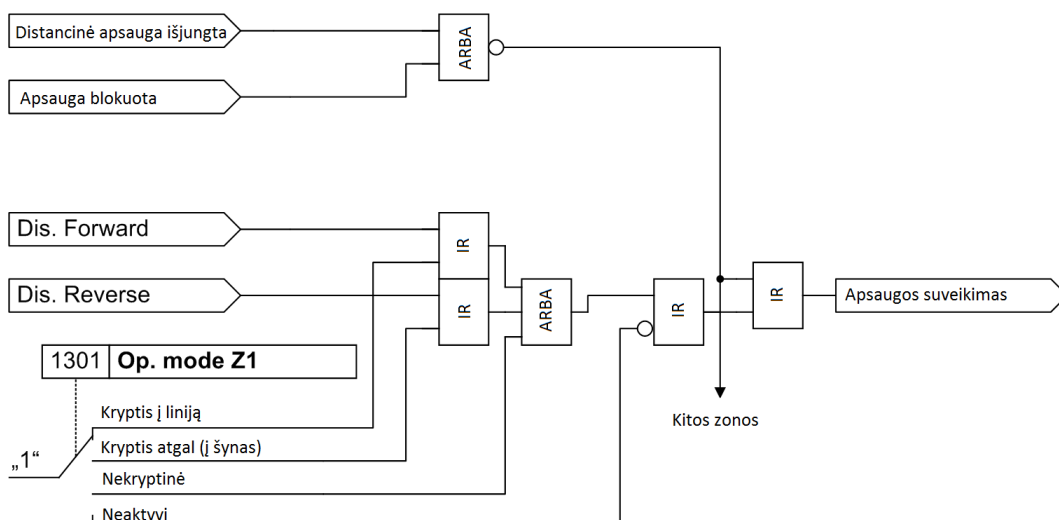 Distancinė apsauga išjungta
ARBA
Apsauga blokuota
Dis. Forward
IR
Dis. Reverse
IR
ARBA
IR
IR
Apsaugos suveikimas
1301 Op. mode Z1
Kitos zonos
Kryptis į liniją
Kryptis atgal (į šynas)
„1“
Nekryptinė
Neaktyvi